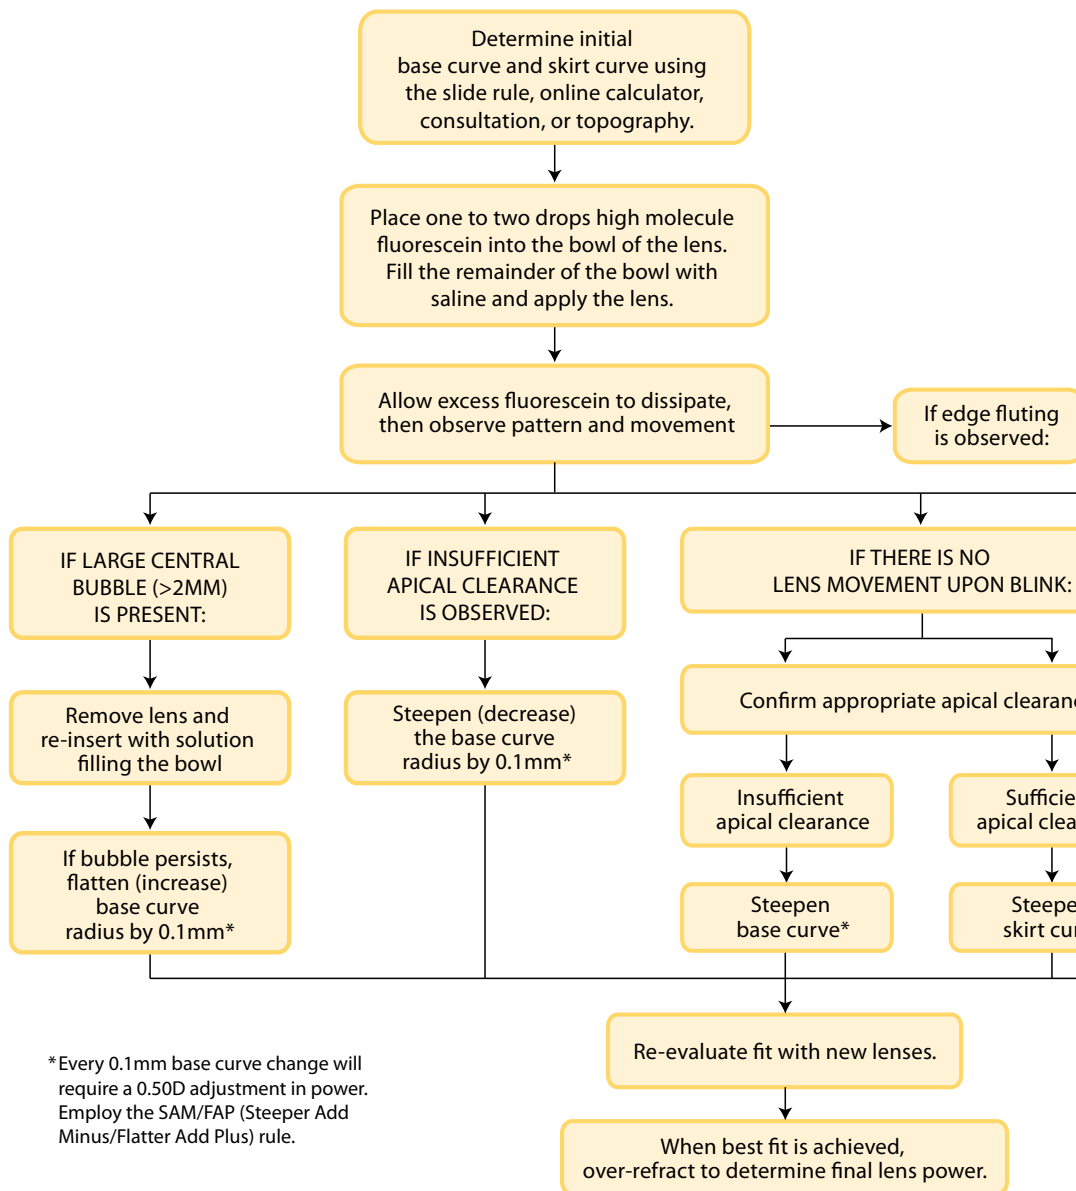 Determine initial
base curve and skirt curve using
the slide rule, online calculator,
consultation, or topography.
Place one to two drops high molecule
fluorescein into the bowl of the lens.
Fill the remainder of the bowl with
saline and apply the lens.
Allow excess fluorescein to dissipate,
then observe pattern and movement
If edge fluting
is observed:
IF LARGE CENTRAL
BUBBLE (>2MM)
IS PRESENT:
IF INSUFFICIENT
APICAL CLEARANCE
IS OBSERVED:
IF THERE IS NO
LENS MOVEMENT UPON BLINK:
Remove lens and
re-insert with solution
filling the bowl
Steepen (decrease)
the base curve
radius by 0.1mm*
Confirm appropriate apical
Insufficient
apical clearance
apical
If bubble persists,
flatten (increase)
base curve
radius by 0.1mm*
Steepen
base curve*
skirt
Re-evaluate fit with new lenses.
When best fit is achieved,
over-refract to determine final lens power.
*Every 0.1mm base curve change will
require a 0.50D adjustment in power.
Employ the SAM/FAP (Steeper Add
Minus/Flatter Add Plus) rule.